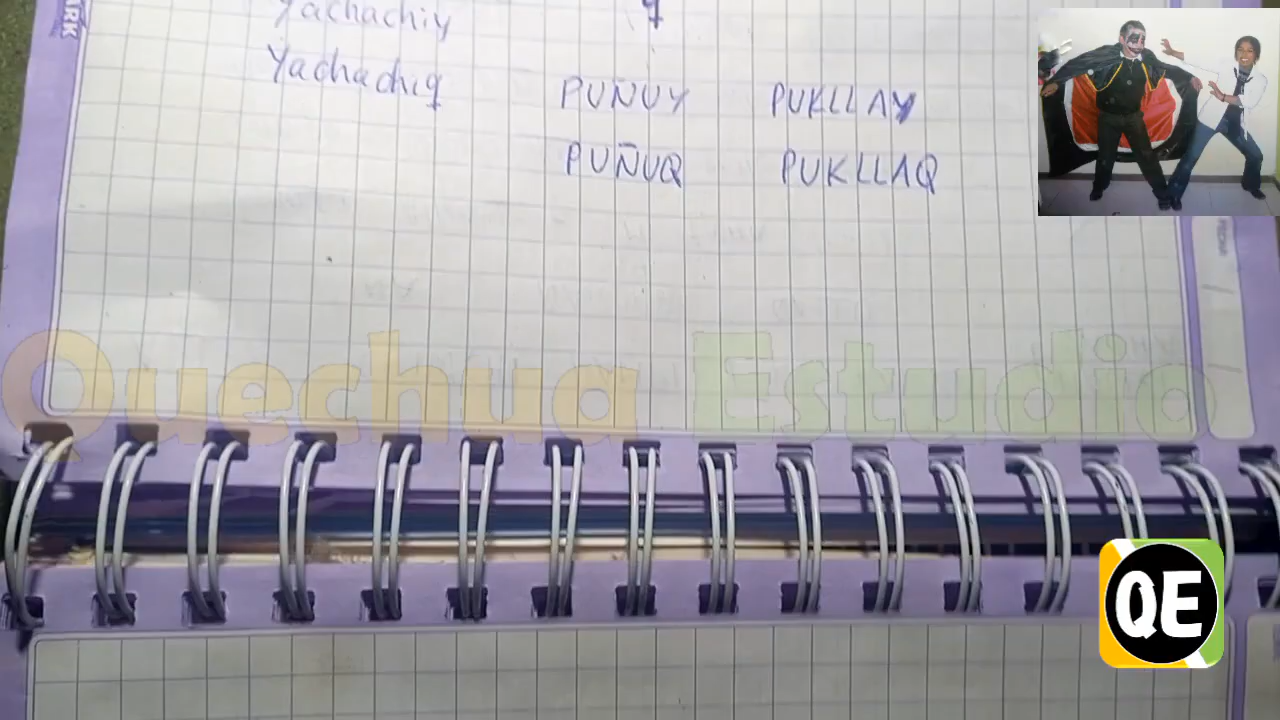 Yachachiy
Yachachiq PUÑUY PUKLLAY
PUÑUQ PUKLLAQ
Quechua Estudio
QE